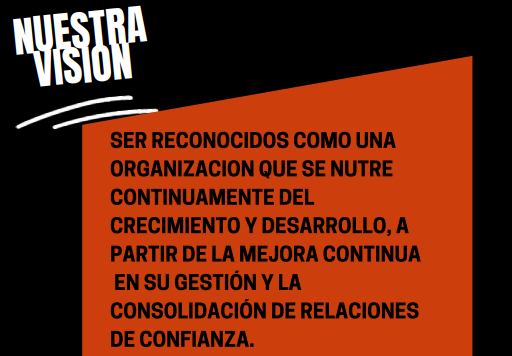 NUESTRA
VISION
SER RECONOCIDOS COMO UNA
ORGANIZACION QUE SE NUTRE
CONTINUAMENTE DEL
CRECIMIENTO Y DESARROLLO, A
PARTIR DE LA MEJORA CONTINUA
EN SU GESTIÓN Y LA
CONSOLIDACIÓN DE RELACIONES
DE CONFIANZA.